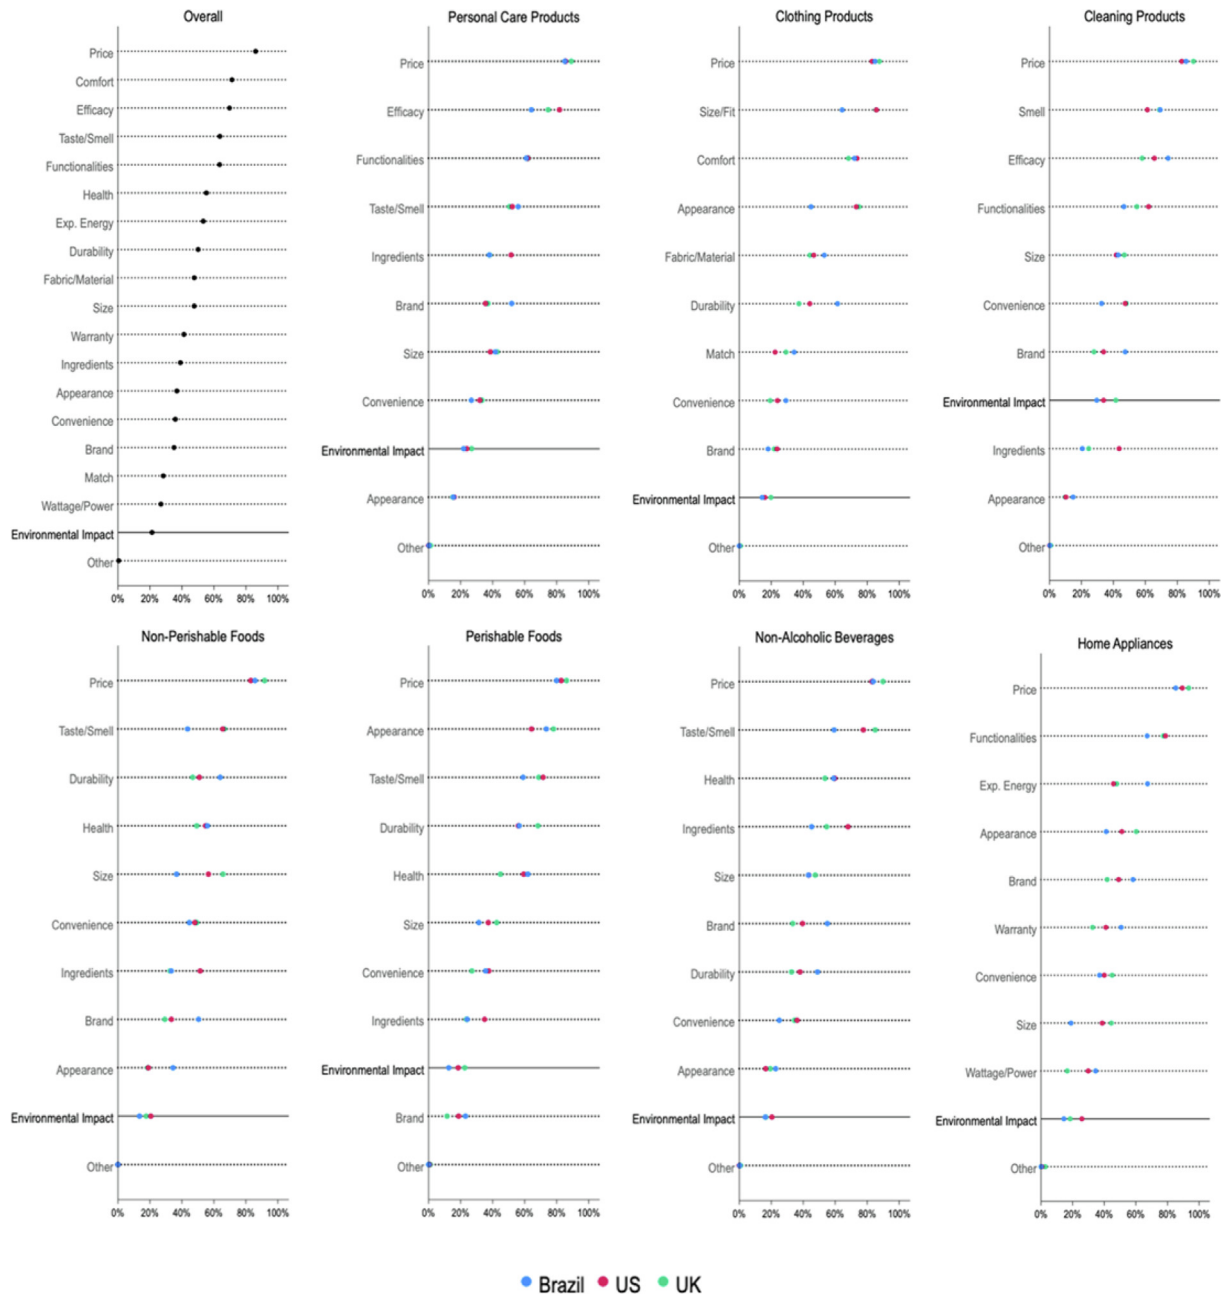 Overall
Price
Comfort
Efficacy
Taste/Smell
Functionalities
Health
Exp. Energy
Durability
Fabric/Material
Size
Warranty
Ingredients
Appearance
Convenience
Brand
Match
Wattage/Power
Environmental Impact
Other
0% 20% 40% 60% 80% 100%
Personal Care Products
Price
Efficacy
Functionalities
Taste/Smell
Ingredients
Brand
Size
Convenience
Environmental Impact
Appearance
Other
0% 20% 40% 60% 80% 100%
Clothing Products
Price
Size/Fit
Comfort
Appearance
Fabric/Material
Durability
Match
Convenience
Brand
Environmental Impact
Other
0% 20% 40% 60% 80% 100%
Cleaning Products
Price
Smell
Efficacy
Functionalities
Size
Convenience
Brand
Environmental Impact
Ingredients
Appearance
Other
0% 20% 40% 60% 80% 100%
Non-Perishable Foods
Price
Taste/Smell
Durability
Health
Size
Convenience
Ingredients
Brand
Appearance
Environmental Impact
Other
0% 20% 40% 60% 80% 100%
Perishable Foods
Price
Appearance
Taste/Smell
Durability
Health
Size
Convenience
Ingredients
Environmental Impact
Brand
Other
0% 20% 40% 60% 80% 100%
Non-Alcoholic Beverages
Price
Taste/Smell
Health
Ingredients
Size
Brand
Durability
Convenience
Appearance
Environmental Impact
Other
0% 20% 40% 60% 80% 100%
Home Appliances
Price
Functionalities
Exp. Energy
Appearance
Brand
Warranty
Convenience
Size
Wattage/Power
Environmental Impact
Other
0% 20% 40% 60% 80% 100%
Brazil US UK